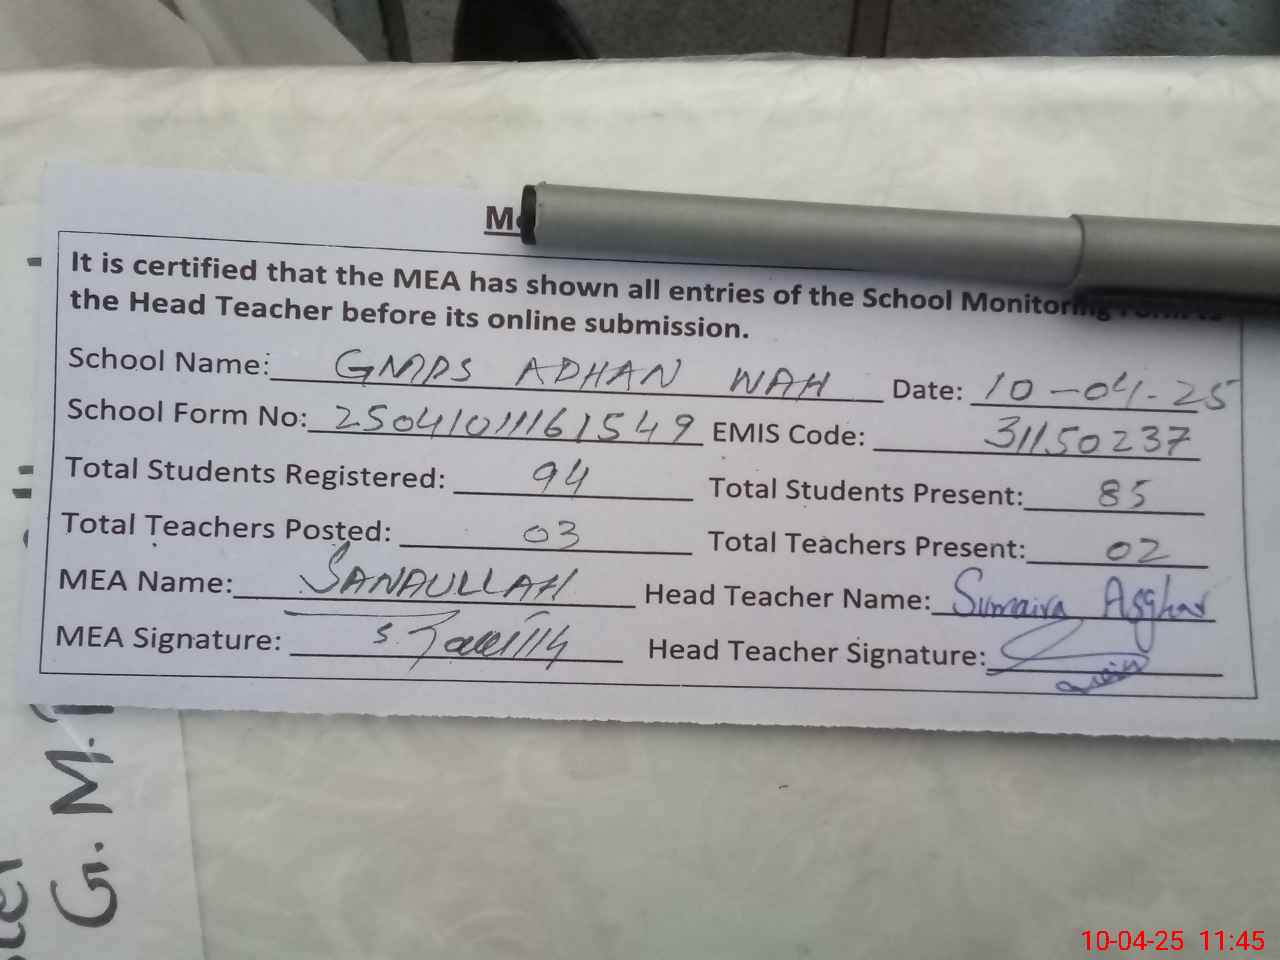 It is certified that the MEA has shown all entries of the School Monitoring Form to
the Head Teacher before its online submission.
School Name: GMPS ADHAN WAH Date: 10-04-25
School Form No: 25041011161549 EMIS Code: 31150237
Total Students Registered: 94 Total Students Present: 85
Total Teachers Posted: 03 Total Teachers Present: 02
MEA Name: SANAULLAH Head Teacher Name: Sumaira Asghar
MEA Signature: Head Teacher Signature:
G. M.
10-04-25 11:45